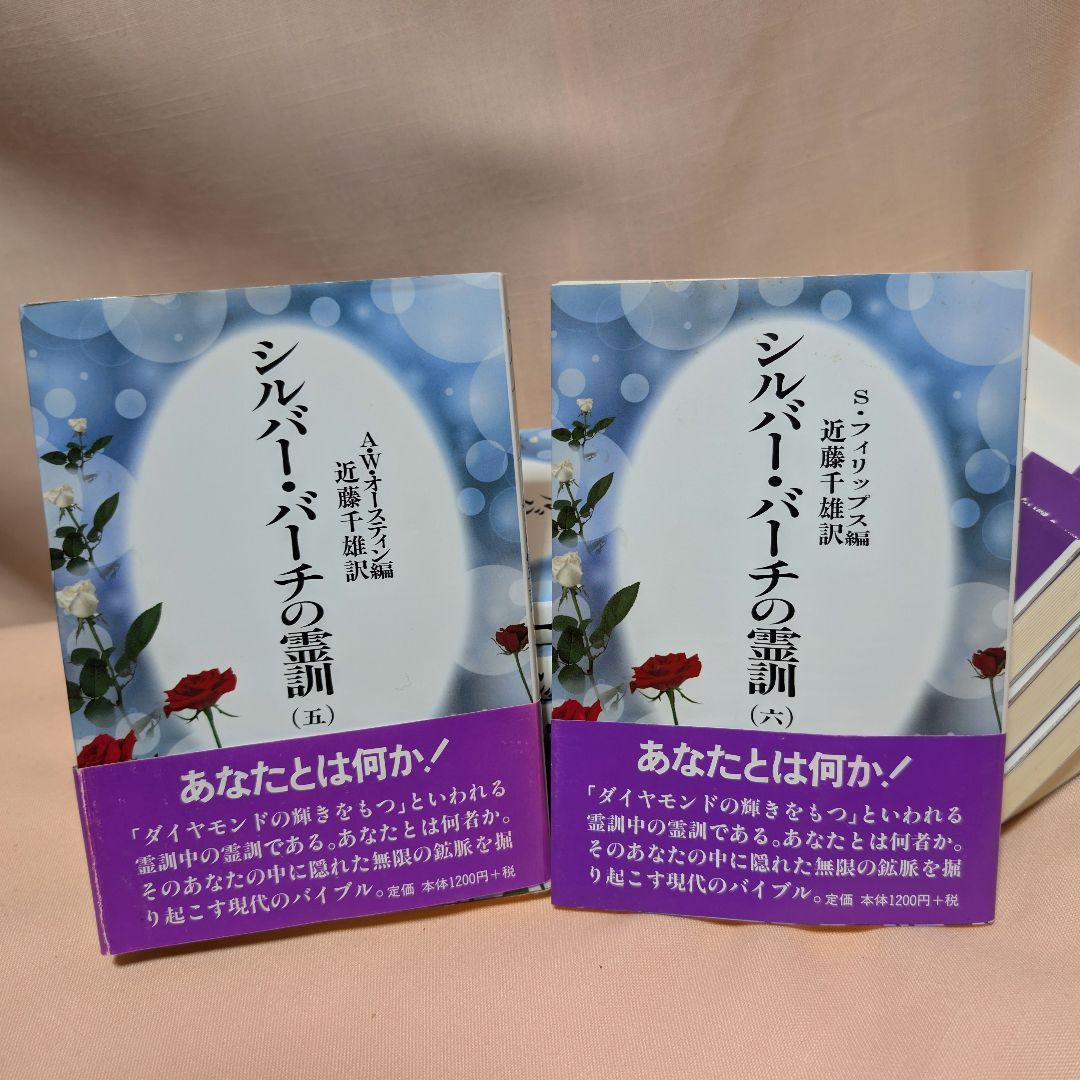 シルバー・バーチの霊訓
(五)
A・W・オースティン編
近藤千雄訳
あなたとは何か!
「ダイヤモンドの輝きをもつ」といわれる
霊訓中の霊訓である。あなたとは何者か。
そのあなたの中に隠れた無限の鉱脈を掘
り起こす現代のバイブル。定価 本体1200円+税
シルバー・バーチの霊訓
(六)
S・フィリップス編
近藤千雄訳
あなたとは何か!
「ダイヤモンドの輝きをもつ」といわれる
霊訓中の霊訓である。あなたとは何者か。
そのあなたの中に隠れた無限の鉱脈を掘
り起こす現代のバイブル。定価 本体1200円+税